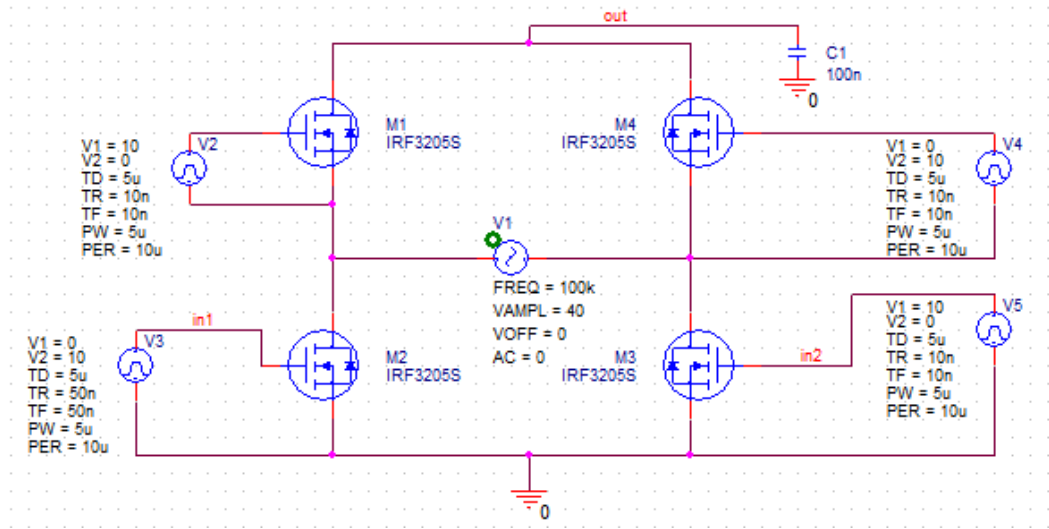 out
C1
100n
0
M1
IRF3205S
M4
IRF3205S
V2
V1 = 10
V2 = 0
TD = 5u
TR = 10n
TF = 10n
PW = 5u
PER = 10u
V4
V1 = 0
V2 = 10
TD = 5u
TR = 10n
TF = 10n
PW = 5u
PER = 10u
V1
FREQ = 100k
VAMPL = 40
VOFF = 0
AC = 0
in1
V3
V1 = 0
V2 = 10
TD = 5u
TR = 50n
TF = 50n
PW = 5u
PER = 10u
M2
IRF3205S
M3
IRF3205S
in2
V5
V1 = 10
V2 = 0
TD = 5u
TR = 10n
TF = 10n
PW = 5u
PER = 10u
0